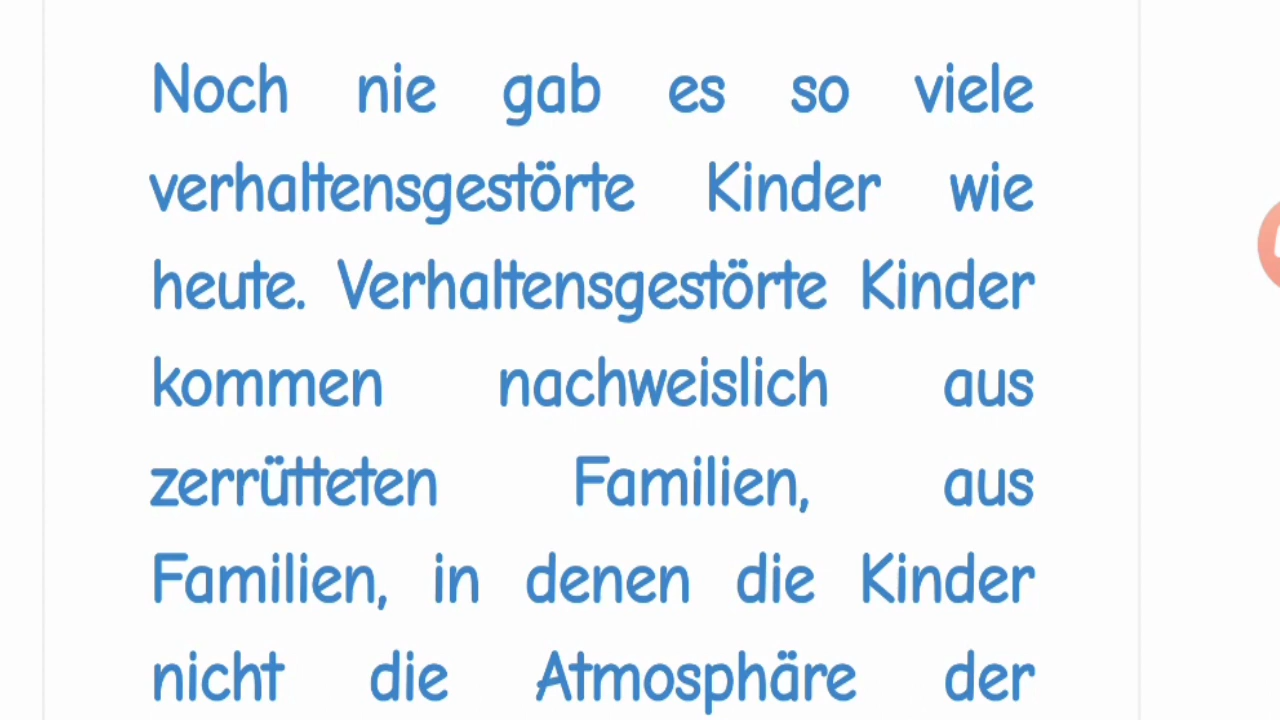 Noch nie gab es so viele
verhaltensgestörte Kinder wie
heute. Verhaltensgestörte Kinder
kommen nachweislich aus
zerrütteten Familien, aus
Familien, in denen die Kinder
nicht die Atmosphäre der